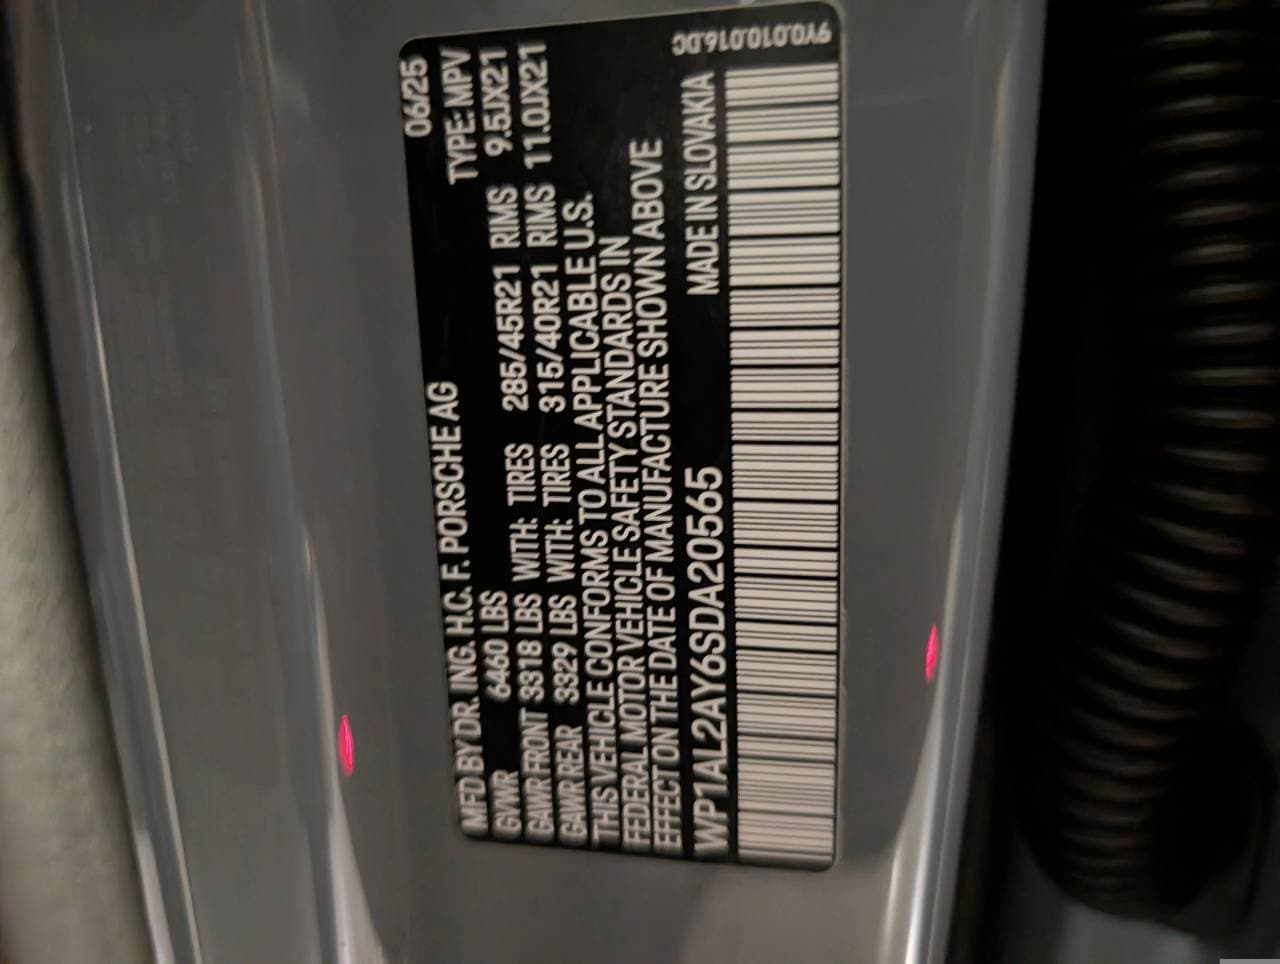 MFD BY DR. ING. H.C. F. PORSCHE AG 06/25
GVWR 6460 LBS TYPE: MPV
GAWR FRONT 3318 LBS WITH: TIRES 285/45R21 RIMS 9.5JX21
GAWR REAR 3329 LBS WITH: TIRES 315/40R21 RIMS 11.0JX21
THIS VEHICLE CONFORMS TO ALL APPLICABLE U.S.
FEDERAL MOTOR VEHICLE SAFETY STANDARDS IN
EFFECT ON THE DATE OF MANUFACTURE SHOWN ABOVE
WP1AL2AY6SDA20565 MADE IN SLOVAKIA
9Y0.010.016.DC